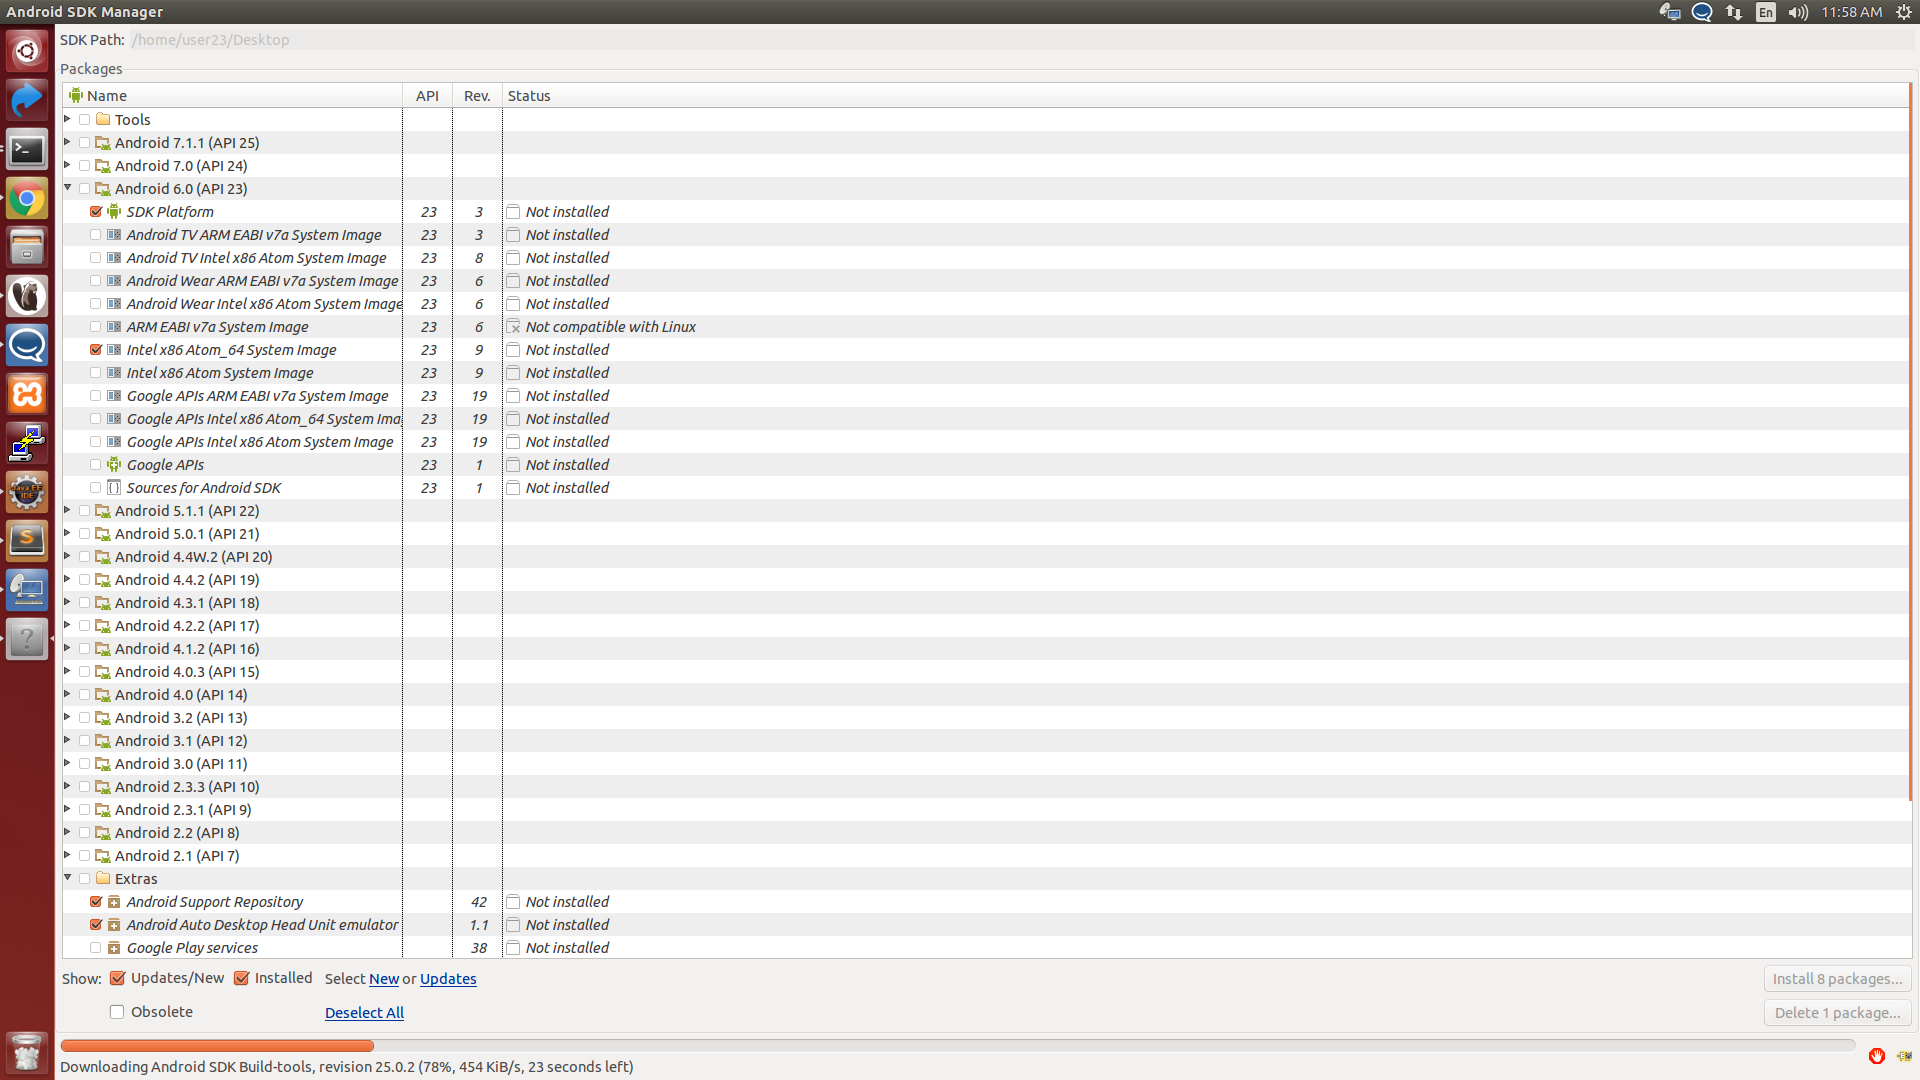 Android SDK Manager En 11:58 AM
SDK Path: /home/user23/Desktop
Packages
Name API Rev. Status
Tools
Android 7.1.1 (API 25)
Android 7.0 (API 24)
Android 6.0 (API 23)
SDK Platform 23 3 Not installed
Android TV ARM EABI v7a System Image 23 3 Not installed
Android TV Intel x86 Atom System Image 23 8 Not installed
Android Wear ARM EABI v7a System Image 23 6 Not installed
Android Wear Intel x86 Atom System Image 23 6 Not installed
ARM EABI v7a System Image 23 6 Not compatible with Linux
Intel x86 Atom_64 System Image 23 9 Not installed
Intel x86 Atom System Image 23 9 Not installed
Google APIs ARM EABI v7a System Image 23 19 Not installed
Google APIs Intel x86 Atom_64 System Ima 23 19 Not installed
Google APIs Intel x86 Atom System Image 23 19 Not installed
Google APIs 23 1 Not installed
Sources for Android SDK 23 1 Not installed
Android 5.1.1 (API 22)
Android 5.0.1 (API 21)
Android 4.4W.2 (API 20)
Android 4.4.2 (API 19)
Android 4.3.1 (API 18)
Android 4.2.2 (API 17)
Android 4.1.2 (API 16)
Android 4.0.3 (API 15)
Android 4.0 (API 14)
Android 3.2 (API 13)
Android 3.1 (API 12)
Android 3.0 (API 11)
Android 2.3.3 (API 10)
Android 2.3.1 (API 9)
Android 2.2 (API 8)
Android 2.1 (API 7)
Extras
Android Support Repository 42 Not installed
Android Auto Desktop Head Unit emulator 1.1 Not installed
Google Play services 38 Not installed
Show: Updates/New Installed Select New or Updates Install 8 packages...
Obsolete Deselect All Delete 1 package...
Downloading Android SDK Build-tools, revision 25.0.2 (78%, 454 KiB/s, 23 seconds left)
Java EE
IDE